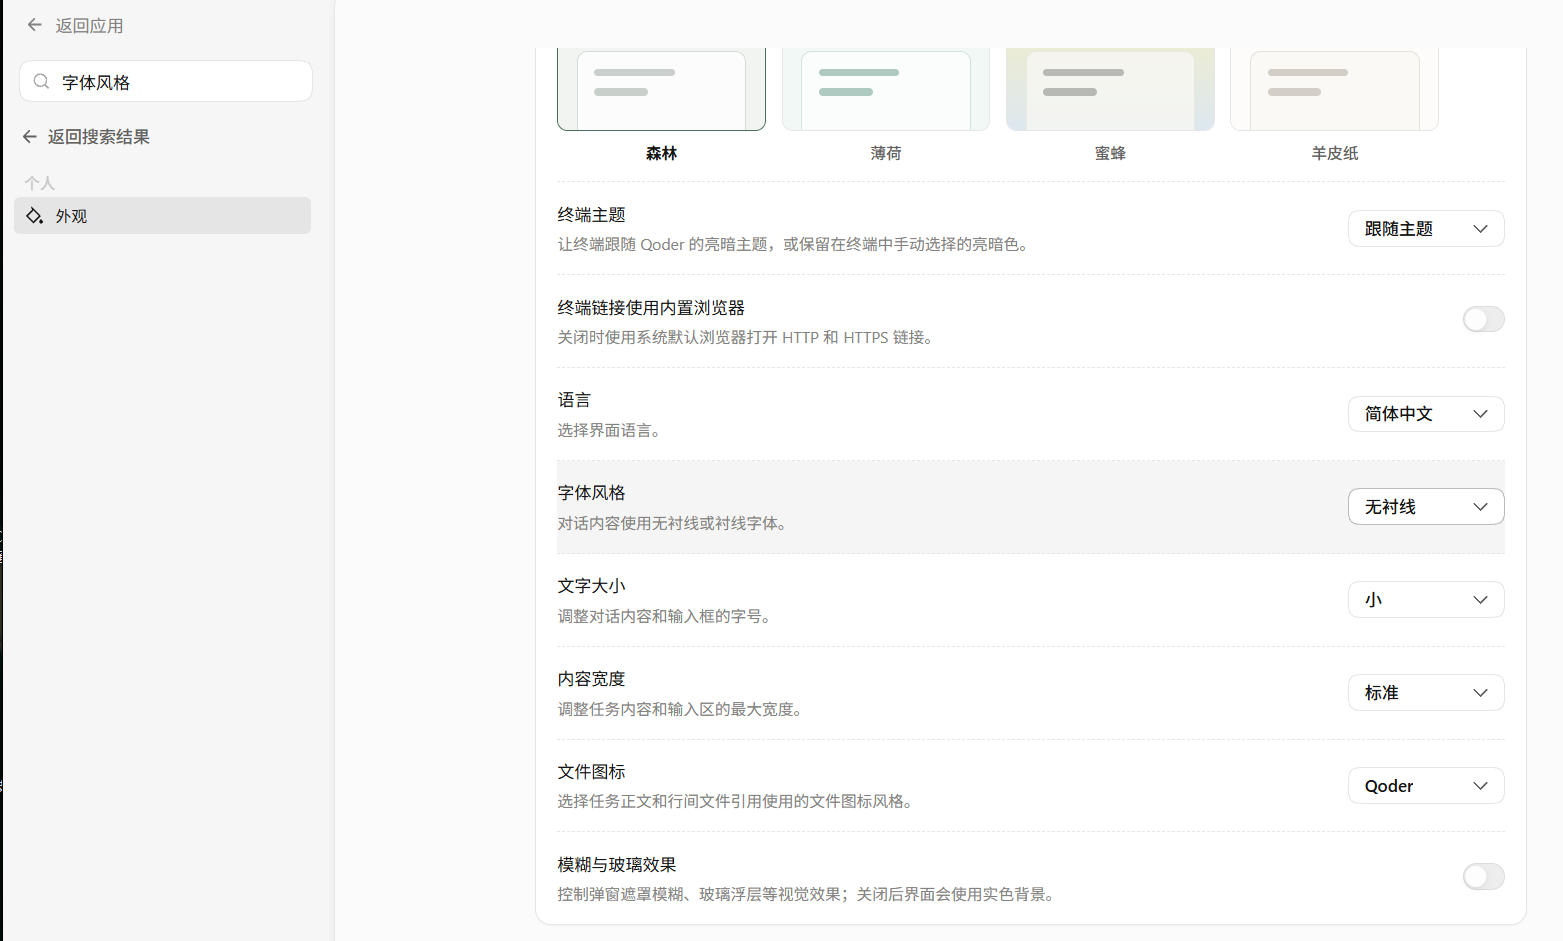 返回应用
字体风格
返回搜索结果
个人
外观
森林
薄荷
蜜蜂
羊皮纸
终端主题
让终端跟随 Qoder 的亮暗主题，或保留在终端中手动选择的亮暗色。
跟随主题
终端链接使用内置浏览器
关闭时使用系统默认浏览器打开 HTTP 和 HTTPS 链接。
语言
选择界面语言。
简体中文
字体风格
对话内容使用无衬线或衬线字体。
无衬线
文字大小
调整对话内容和输入框的字号。
小
内容宽度
调整任务内容和输入区的最大宽度。
标准
文件图标
选择任务正文和行间文件引用使用的文件图标风格。
Qoder
模糊与玻璃效果
控制弹窗遮罩模糊、玻璃浮层等视觉效果；关闭后界面会使用实色背景。